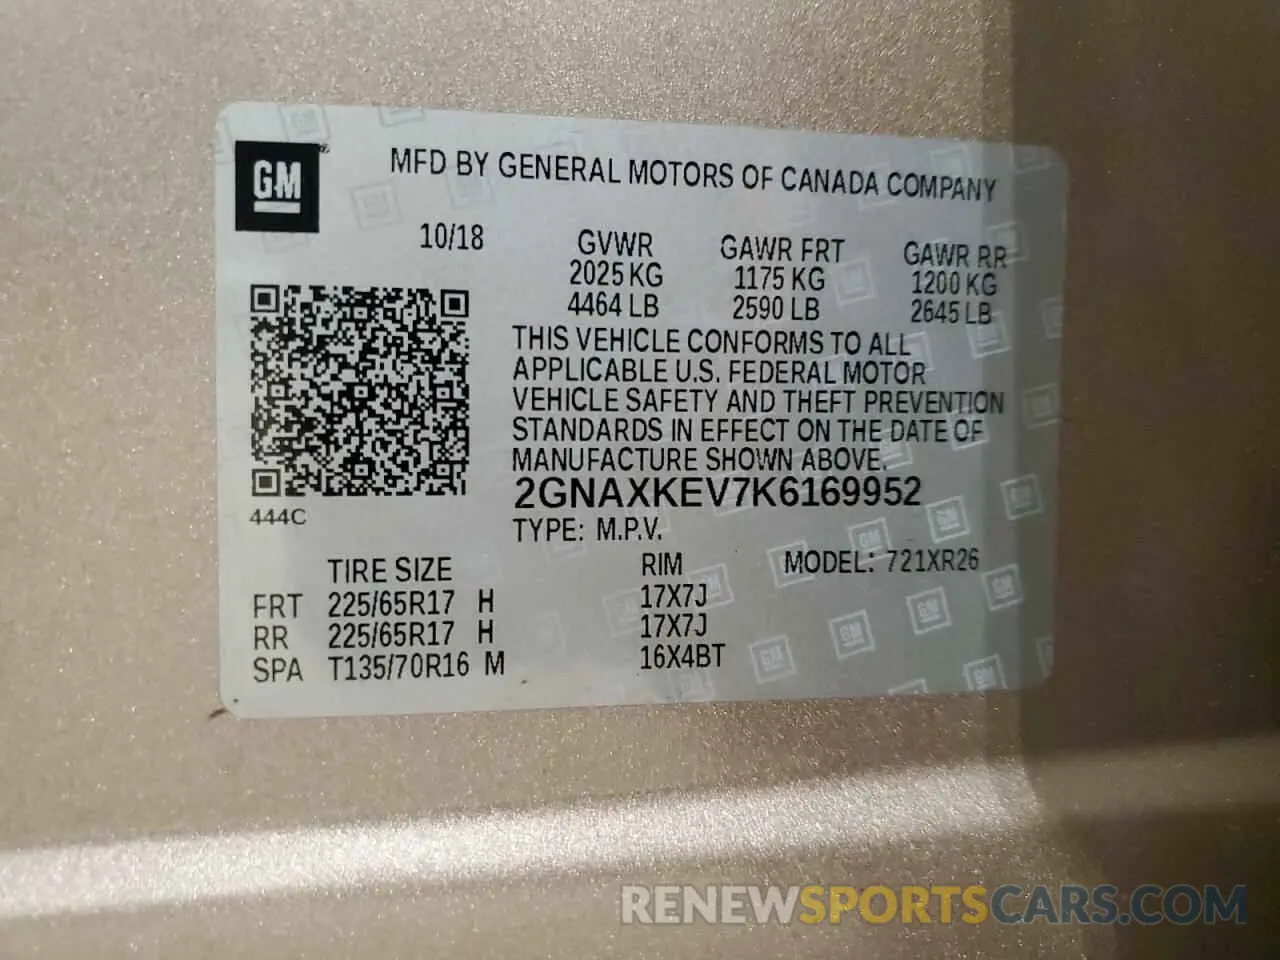 GM
MFD BY GENERAL MOTORS OF CANADA COMPANY
10/18
GVWR
2025 KG
4464 LB
GAWR FRT
1175 KG
2590 LB
GAWR RR
1200 KG
2645 LB
THIS VEHICLE CONFORMS TO ALL
APPLICABLE U.S. FEDERAL MOTOR
VEHICLE SAFETY AND THEFT PREVENTION
STANDARDS IN EFFECT ON THE DATE OF
MANUFACTURE SHOWN ABOVE.
2GNAXKEV7K6169952
444C
TYPE: M.P.V.
TIRE SIZE RIM MODEL: 721XR26
FRT 225/65R17 H 17X7J
RR 225/65R17 H 17X7J
SPA T135/70R16 M 16X4BT
RENEWSPORTSCARS.COM